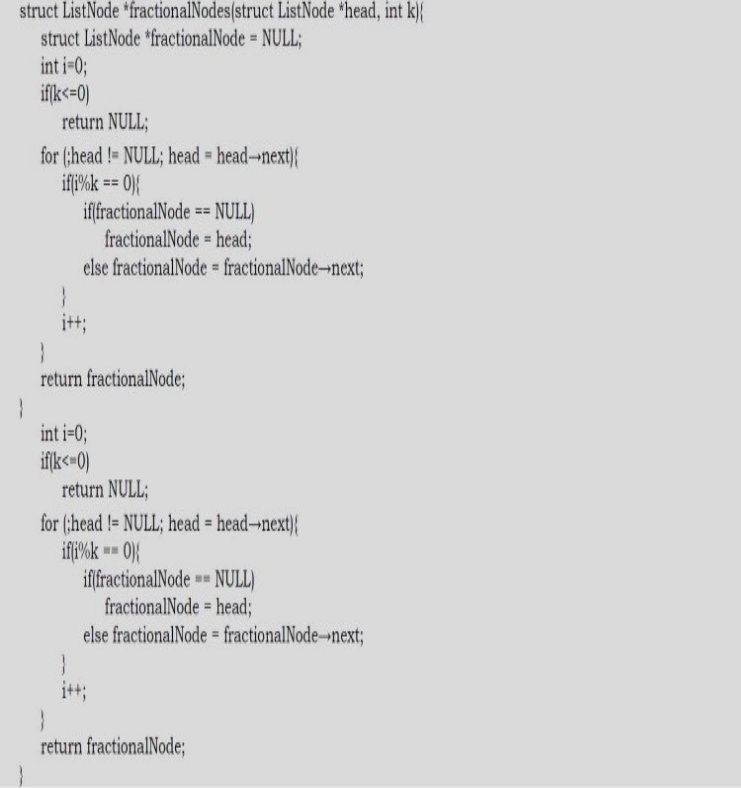 struct ListNode *fractionalNodes(struct ListNode *head, int k){
struct ListNode *fractionalNode = NULL;
int i=0;
if(k<=0)
return NULL;
for (;head != NULL; head = head→next){
if(i%k == 0){
if(fractionalNode == NULL)
fractionalNode = head;
else fractionalNode = fractionalNode→next;
}
i++;
}
return fractionalNode;
}
int i=0;
if(k<=0)
return NULL;
for (;head != NULL; head = head→next){
if(i%k == 0){
if(fractionalNode == NULL)
fractionalNode = head;
else fractionalNode = fractionalNode→next;
}
i++;
}
return fractionalNode;
}